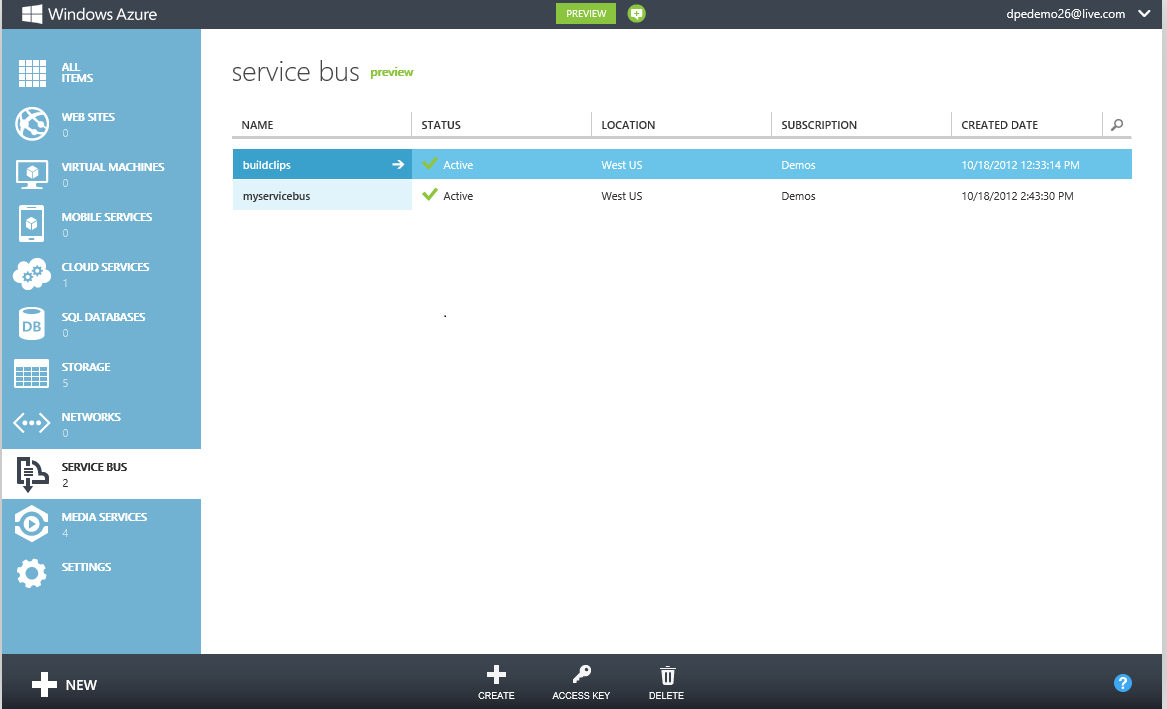 Windows Azure
PREVIEW
dpedemo26@live.com
ALL
ITEMS
WEB SITES
0
VIRTUAL MACHINES
0
MOBILE SERVICES
0
CLOUD SERVICES
1
SQL DATABASES
0
DB
STORAGE
5
NETWORKS
0
SERVICE BUS
2
MEDIA SERVICES
4
SETTINGS
service bus preview
NAME STATUS LOCATION SUBSCRIPTION CREATED DATE
buildclips Active West US Demos 10/18/2012 12:33:14 PM
myservicebus Active West US Demos 10/18/2012 2:43:30 PM
.
NEW
CREATE
ACCESS KEY
DELETE
?